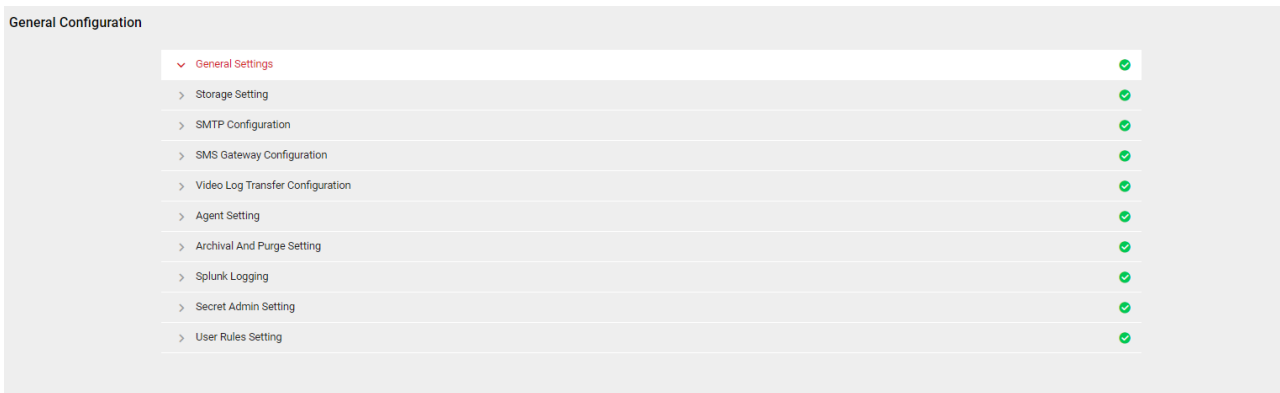 General Configuration
General Settings
Storage Setting
SMTP Configuration
SMS Gateway Configuration
Video Log Transfer Configuration
Agent Setting
Archival And Purge Setting
Splunk Logging
Secret Admin Setting
User Rules Setting